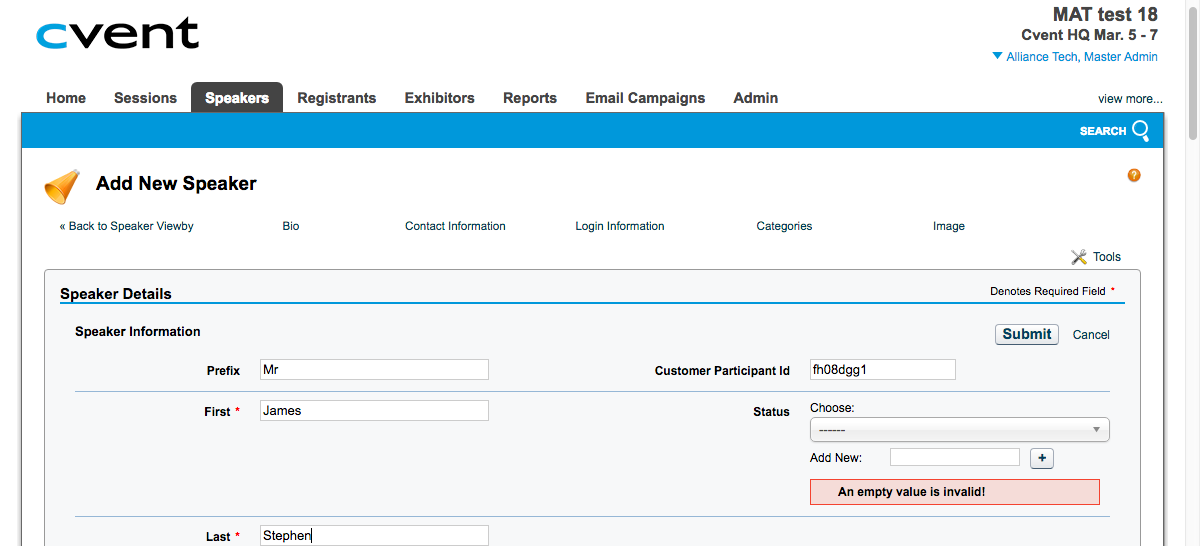 cvent
MAT test 18
Cvent HQ Mar. 5 - 7
Alliance Tech, Master Admin
Home Sessions Speakers Registrants Exhibitors Reports Email Campaigns Admin view more...
SEARCH
Add New Speaker
?
« Back to Speaker Viewby Bio Contact Information Login Information Categories Image
Tools
Speaker Details Denotes Required Field *
Speaker Information Submit Cancel
Prefix Mr Customer Participant Id fh08dgg1
First * James Status Choose:
------
Add New: +
An empty value is invalid!
Last * Stephen